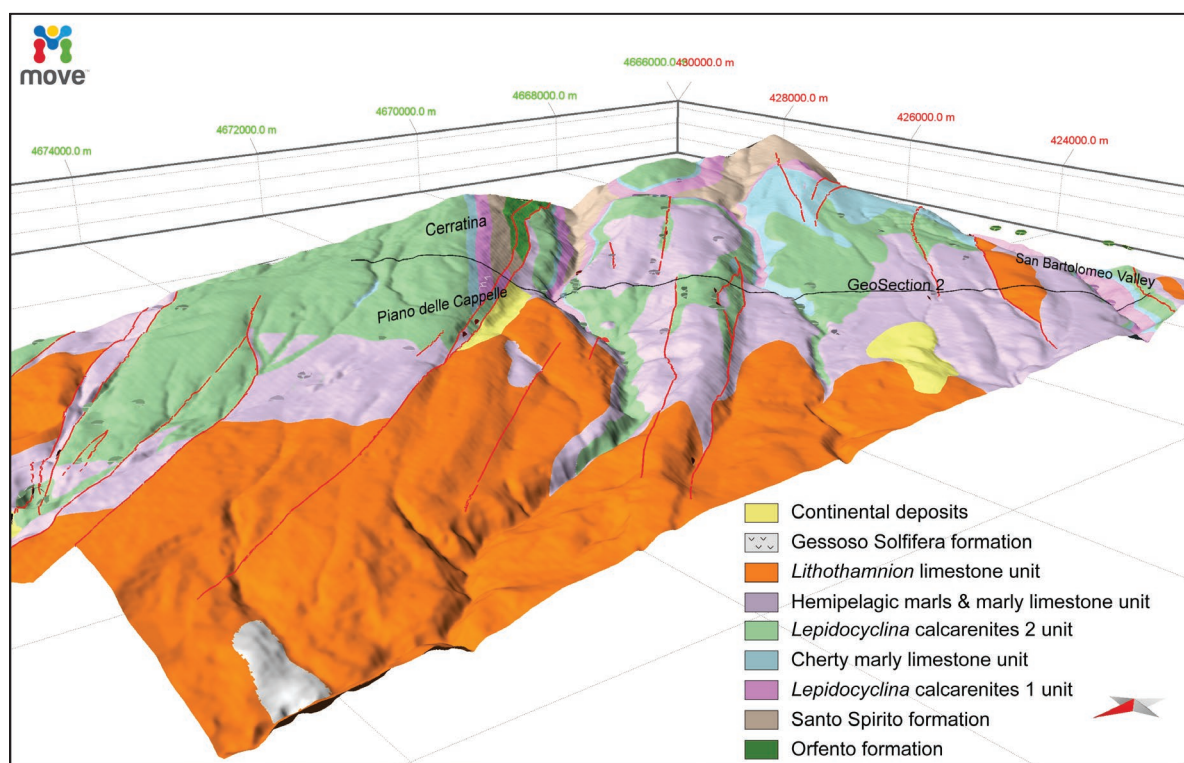 move™
4674000.0 m
4672000.0 m
4670000.0 m
4668000.0 m
4666000.0 m
430000.0 m
428000.0 m
426000.0 m
424000.0 m
Cerratina
Piano delle Cappelle
GeoSection 2
San Bartolomeo Valley
Continental deposits
Gessoso Solfifera formation
Lithothamnion limestone unit
Hemipelagic marls & marly limestone unit
Lepidocyclina calcarenites 2 unit
Cherty marly limestone unit
Lepidocyclina calcarenites 1 unit
Santo Spirito formation
Orfento formation